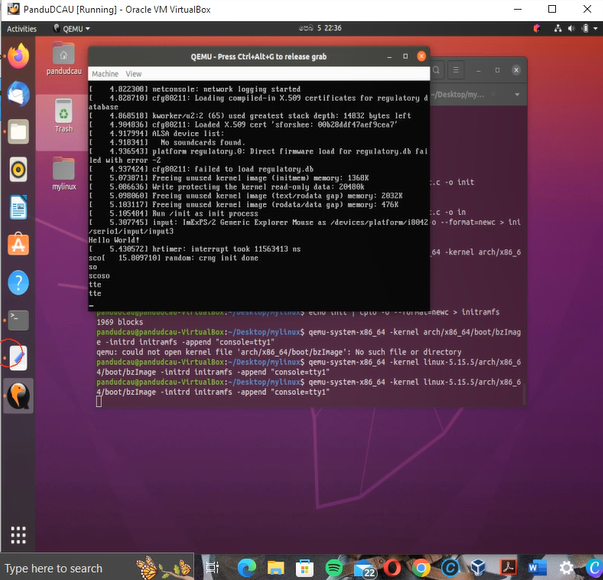 PanduDCAU [Running] - Oracle VM VirtualBox
Activities
QEMU
පෙබ 5 22:36
pandudcau
Trash
mylinux
QEMU - Press Ctrl+Alt+G to release grab
Machine View
[    4.822308] netconsole: network logging started
[    4.828710] cfg80211: Loading compiled-in X.509 certificates for regulatory d
atabase
[    4.868518] kworker/u2:2 (65) used greatest stack depth: 14832 bytes left
[    4.904836] cfg80211: Loaded X.509 cert 'sforshee: 00b28ddf47aef9cea7'
[    4.917994] ALSA device list:
[    4.918341]   No soundcards found.
[    4.936543] platform regulatory.0: Direct firmware load for regulatory.db fai
led with error -2
[    4.937424] cfg80211: failed to load regulatory.db
[    5.073871] Freeing unused kernel image (initmem) memory: 1368K
[    5.086636] Write protecting the kernel read-only data: 20480k
[    5.098060] Freeing unused kernel image (text/rodata gap) memory: 2032K
[    5.103117] Freeing unused kernel image (rodata/data gap) memory: 476K
[    5.105484] Run /init as init process
[    5.307745] input: ImExPS/2 Generic Explorer Mouse as /devices/platform/i8042
/serio1/input/input3
Hello World!
[    5.430572] hrtimer: interrupt took 11563413 ns
sco[   15.809710] random: crng init done
so
scoso
tte
tte
~/Desktop/my...
t.c -o init
t.c -o in
-o --format=newc > ini
-kernel arch/x86_6
pandudcau@pandudcau-VirtualBox:~/Desktop/mylinux$ echo init | cpio -o --format=newc > initramfs
1969 blocks
pandudcau@pandudcau-VirtualBox:~/Desktop/mylinux$ qemu-system-x86_64 -kernel arch/x86_64/boot/bzImag
e -initrd initramfs -append "console=tty1"
qemu: could not open kernel file 'arch/x86_64/boot/bzImage': No such file or directory
pandudcau@pandudcau-VirtualBox:~/Desktop/mylinux$ qemu-system-x86_64 -kernel linux-5.15.5/arch/x86_6
4/boot/bzImage -initrd initramfs -append "console=tty1"
pandudcau@pandudcau-VirtualBox:~/Desktop/mylinux$ qemu-system-x86_64 -kernel linux-5.15.5/arch/x86_6
4/boot/bzImage -initrd initramfs -append "console=tty1"
Type here to search
22